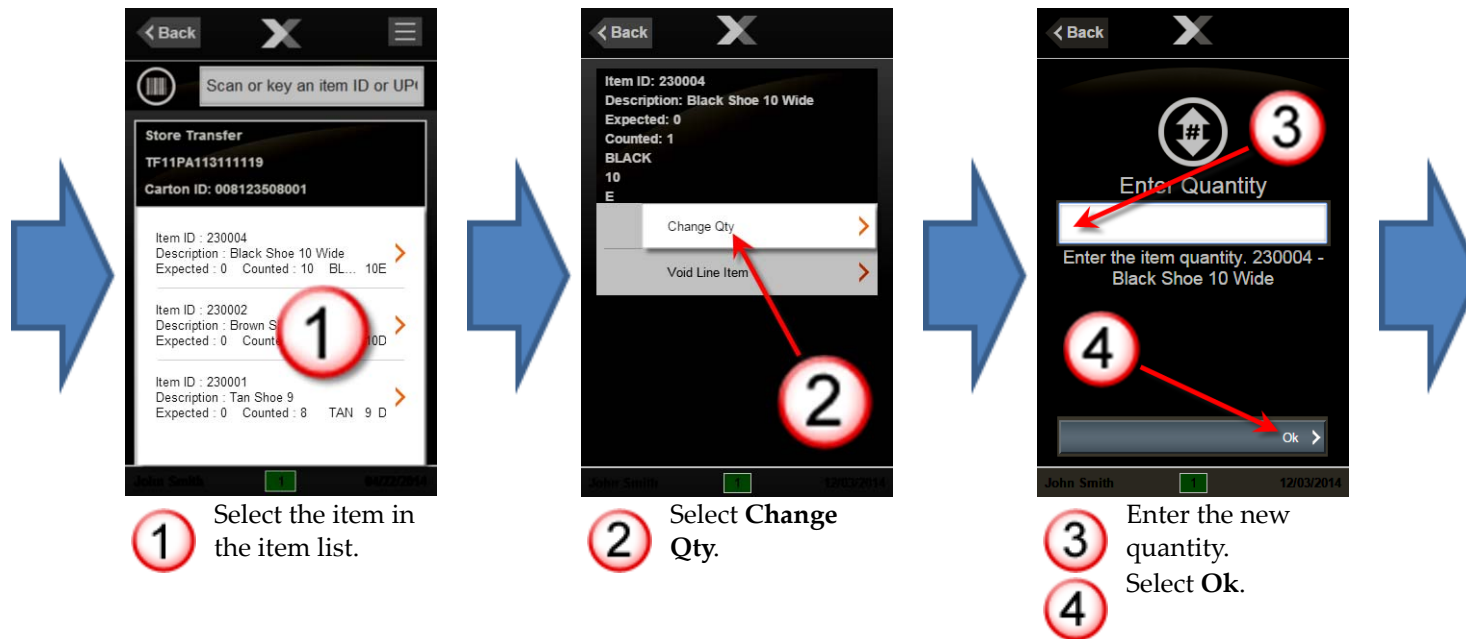 Back
Scan or key an item ID or UP
Store Transfer
TF11PA113111119
Carton ID: 008123508001
Item ID : 230004
Description : Black Shoe 10 Wide
Expected : 0 Counted : 10 BL... 10E
Item ID : 230002
Description : Brown S
Expected : 0 Count 10D
1
Item ID : 230001
Description : Tan Shoe 9
Expected : 0 Counted : 8 TAN 9 D
John Smith 1 04/22/2014
1 Select the item in
the item list.
Back
Item ID: 230004
Description: Black Shoe 10 Wide
Expected: 0
Counted: 1
BLACK
10
E
Change Qty
Void Line Item
2
John Smith 1 12/03/2014
2 Select Change
Qty.
Back
#
3
Enter Quantity
Enter the item quantity. 230004 -
Black Shoe 10 Wide
4
Ok
John Smith 1 12/03/2014
3 Enter the new
quantity.
4 Select Ok.